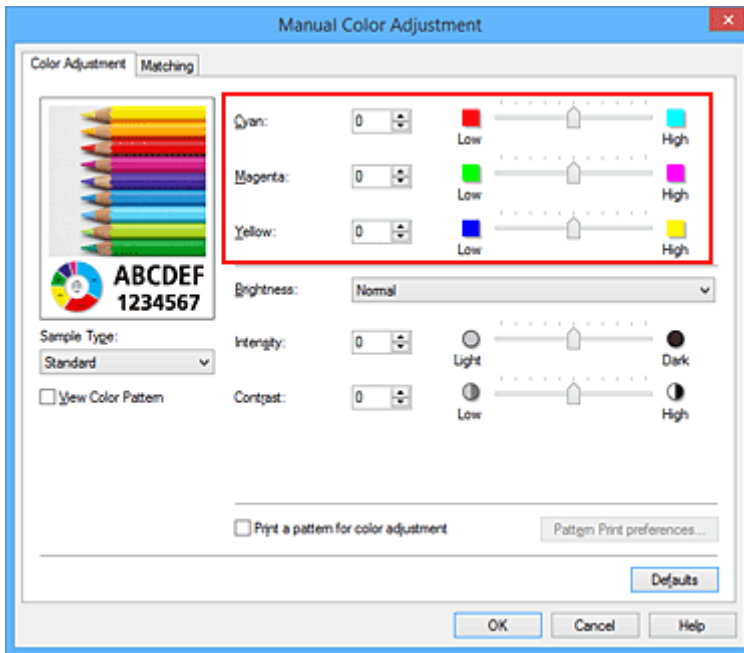 Manual Color Adjustment
Color Adjustment Matching
Cyan: 0 Low High
Magenta: 0 Low High
Yellow: 0 Low High
ABCDEF
1234567
Brightness: Normal
Sample Type:
Standard
Intensity: 0 Light Dark
View Color Pattern
Contrast: 0 Low High
Print a pattern for color adjustment Pattern Print preferences...
Defaults
OK Cancel Help